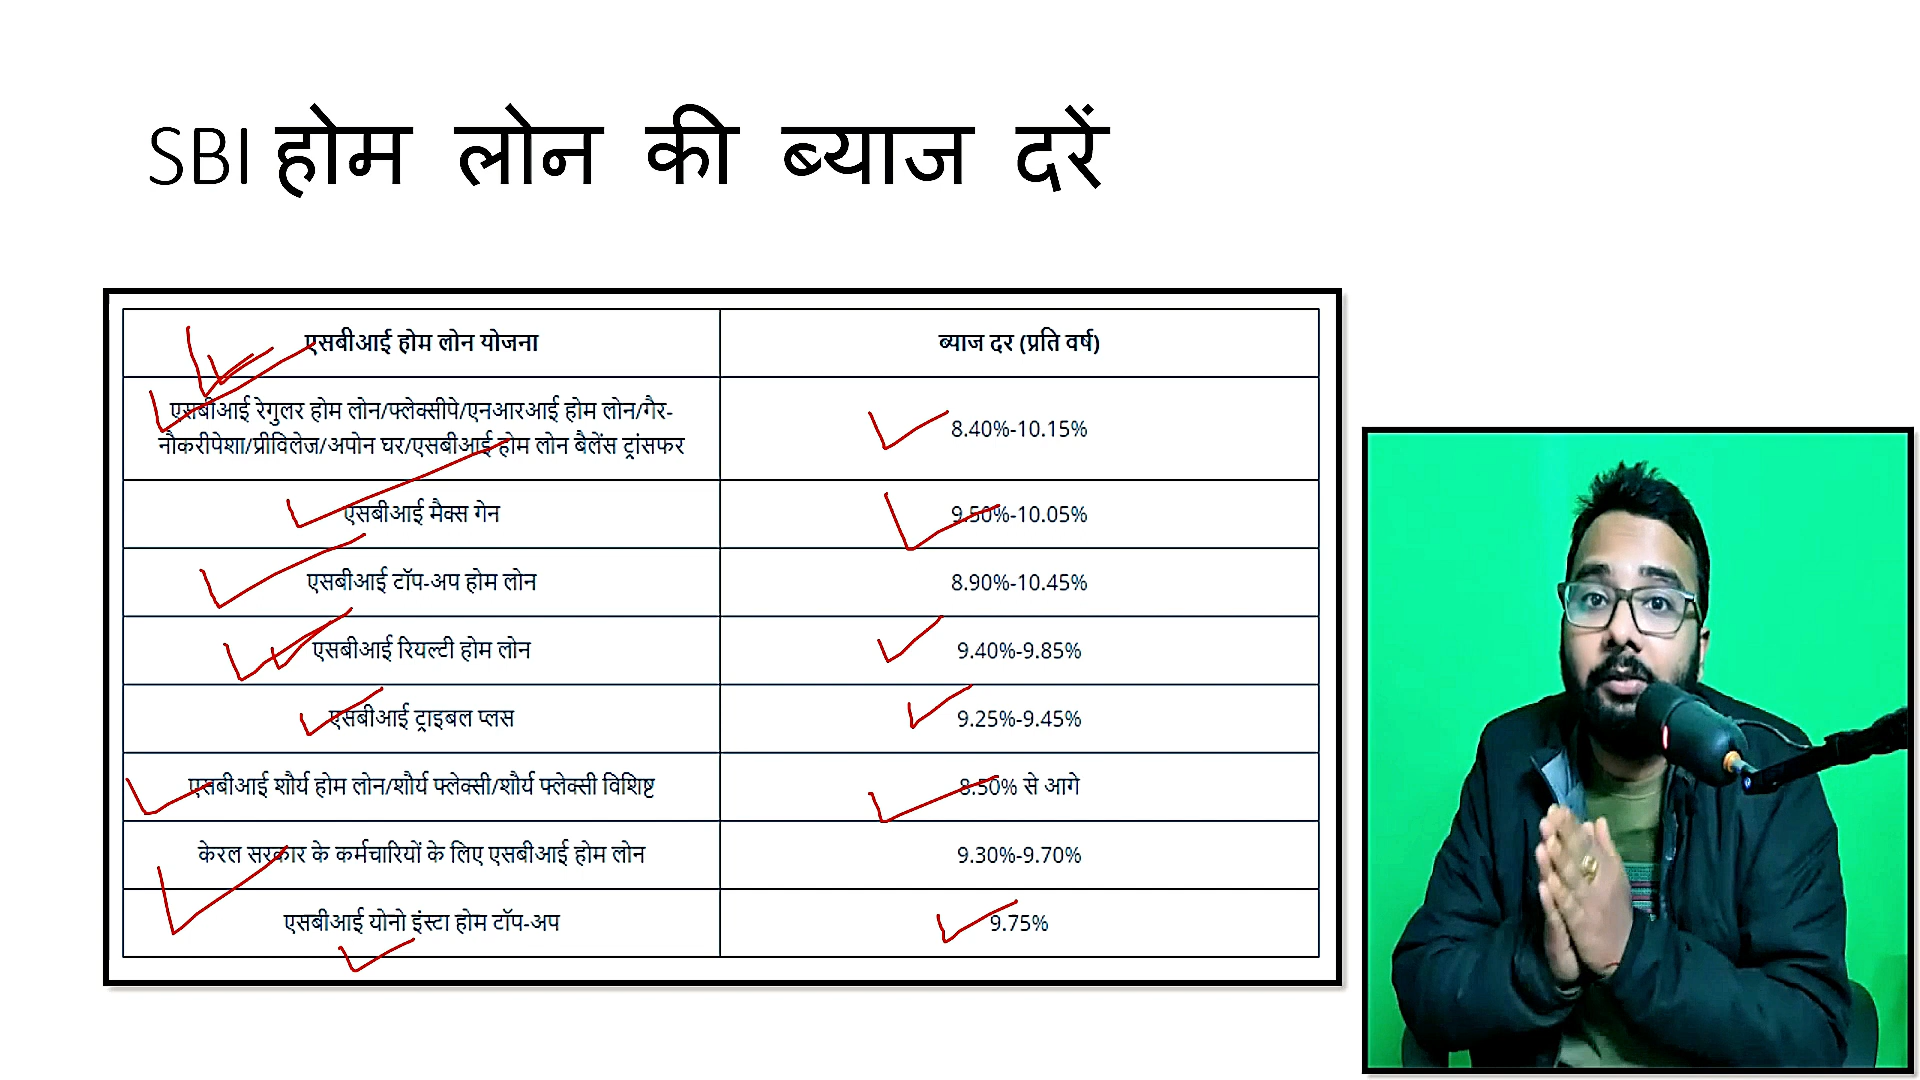 SBI होम लोन की ब्याज दरें
एसबीआई होम लोन योजना
ब्याज दर (प्रति वर्ष)
एसबीआई रेगुलर होम लोन/फ्लेक्सीपे/एनआरआई होम लोन/गैर-
नौकरीपेशा/प्रीविलेज/अपोन घर/एसबीआई होम लोन बैलेंस ट्रांसफर
8.40%-10.15%
एसबीआई मैक्स गेन
9.50%-10.05%
एसबीआई टॉप-अप होम लोन
8.90%-10.45%
एसबीआई रियल्टी होम लोन
9.40%-9.85%
एसबीआई ट्राइबल प्लस
9.25%-9.45%
एसबीआई शौर्य होम लोन/शौर्य फ्लेक्सी/शौर्य फ्लेक्सी विशिष्ट
8.50% से आगे
केरल सरकार के कर्मचारियों के लिए एसबीआई होम लोन
9.30%-9.70%
एसबीआई योनो इंस्टा होम टॉप-अप
9.75%